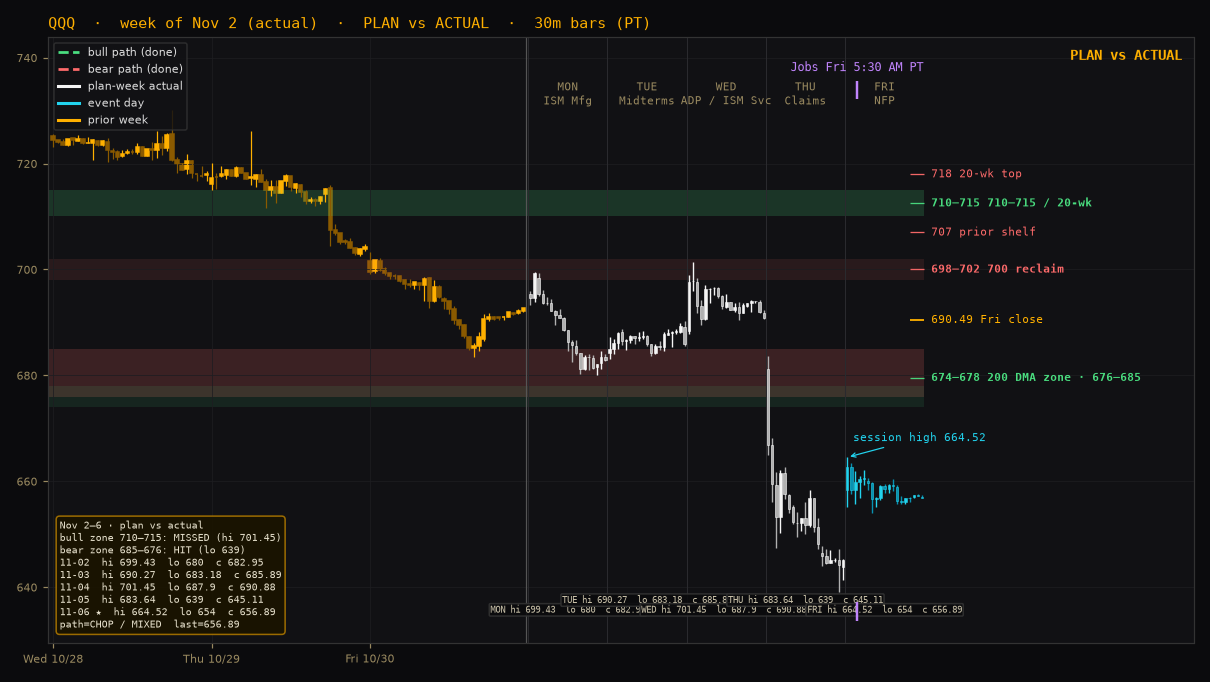 QQQ · week of Nov 2 (actual) · PLAN vs ACTUAL · 30m bars (PT)
PLAN vs ACTUAL
bull path (done)
bear path (done)
plan-week actual
event day
prior week
Jobs Fri 5:30 AM PT
MON
ISM Mfg
TUE
Midterms
WED
ADP / ISM Svc
THU
Claims
FRI
NFP
740
720
700
680
660
640
718 20-wk top
710–715 710–715 / 20-wk
707 prior shelf
698–702 700 reclaim
690.49 Fri close
674–678 200 DMA zone · 676–685
session high 664.52
Nov 2–6 · plan vs actual
bull zone 710–715: MISSED (hi 701.45)
bear zone 685–676: HIT (lo 639)
11-02 hi 699.43 lo 680 c 682.95
11-03 hi 690.27 lo 683.18 c 685.89
11-04 hi 701.45 lo 687.9 c 690.88
11-05 hi 683.64 lo 639 c 645.11
11-06 ★ hi 664.52 lo 654 c 656.89
path=CHOP / MIXED last=656.89
TUE hi 690.27 lo 683.18 c 685.8
THU hi 683.64 lo 639 c 645.11
MON hi 699.43 lo 680 c 682.9
WED hi 701.45 lo 687.9 c 690.88
FRI hi 664.52 lo 654 c 656.89
Wed 10/28
Thu 10/29
Fri 10/30